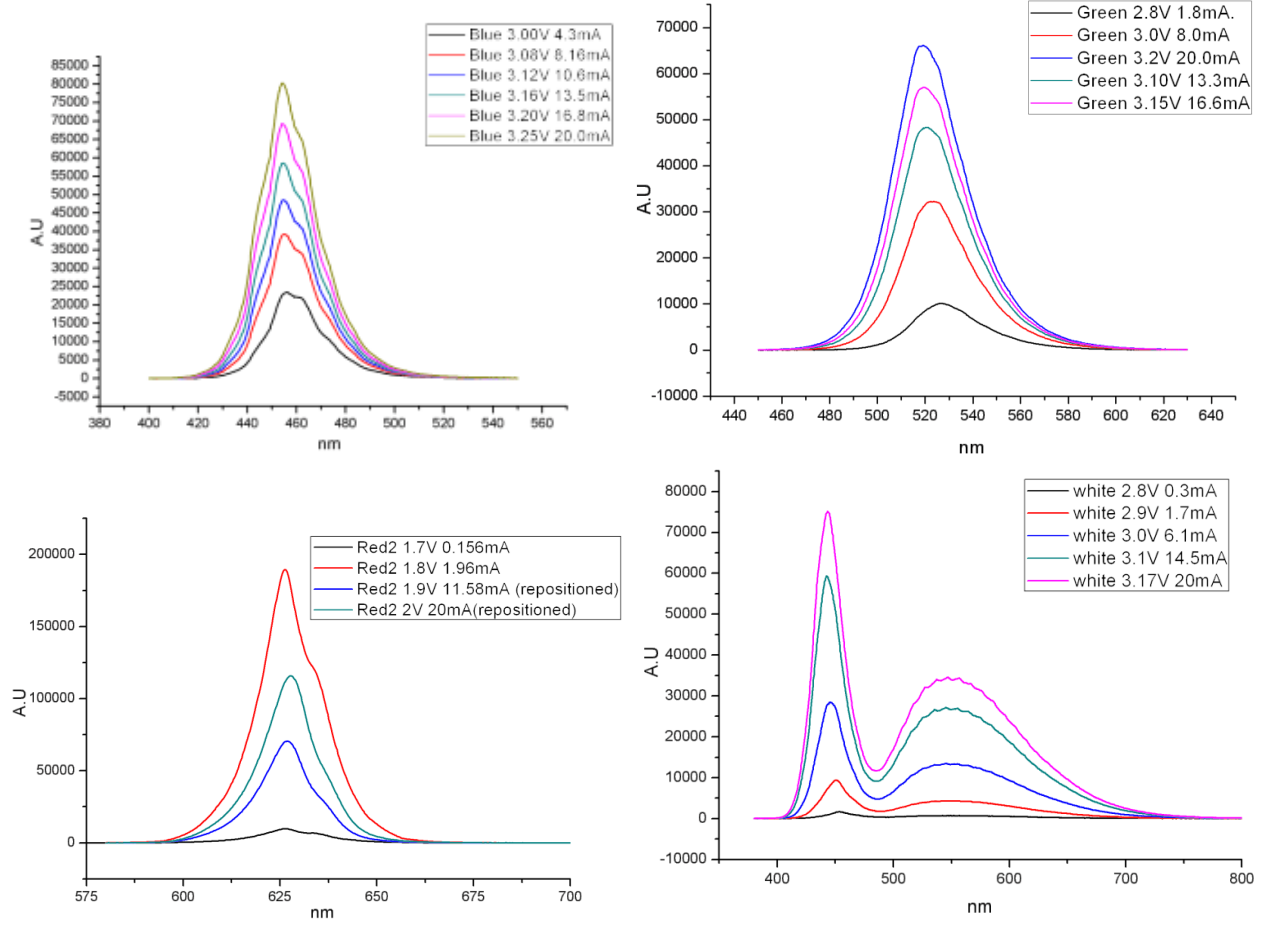 Blue 3.00V 4.3mA
Blue 3.08V 8.16mA
Blue 3.12V 10.6mA
Blue 3.16V 13.5mA
Blue 3.20V 16.8mA
Blue 3.25V 20.0mA
85000
80000
75000
70000
65000
60000
55000
50000
45000
40000
35000
30000
25000
20000
15000
10000
5000
0
-5000
A.U
380 400 420 440 460 480 500 520 540 560
nm
Green 2.8V 1.8mA.
Green 3.0V 8.0mA
Green 3.2V 20.0mA
Green 3.10V 13.3mA
Green 3.15V 16.6mA
70000
60000
50000
40000
30000
20000
10000
0
-10000
A.U
440 460 480 500 520 540 560 580 600 620 640
nm
Red2 1.7V 0.156mA
Red2 1.8V 1.96mA
Red2 1.9V 11.58mA (repositioned)
Red2 2V 20mA(repositioned)
200000
150000
100000
50000
0
A.U
575 600 625 650 675 700
nm
white 2.8V 0.3mA
white 2.9V 1.7mA
white 3.0V 6.1mA
white 3.1V 14.5mA
white 3.17V 20mA
80000
70000
60000
50000
40000
30000
20000
10000
0
-10000
A.U
400 500 600 700 800
nm